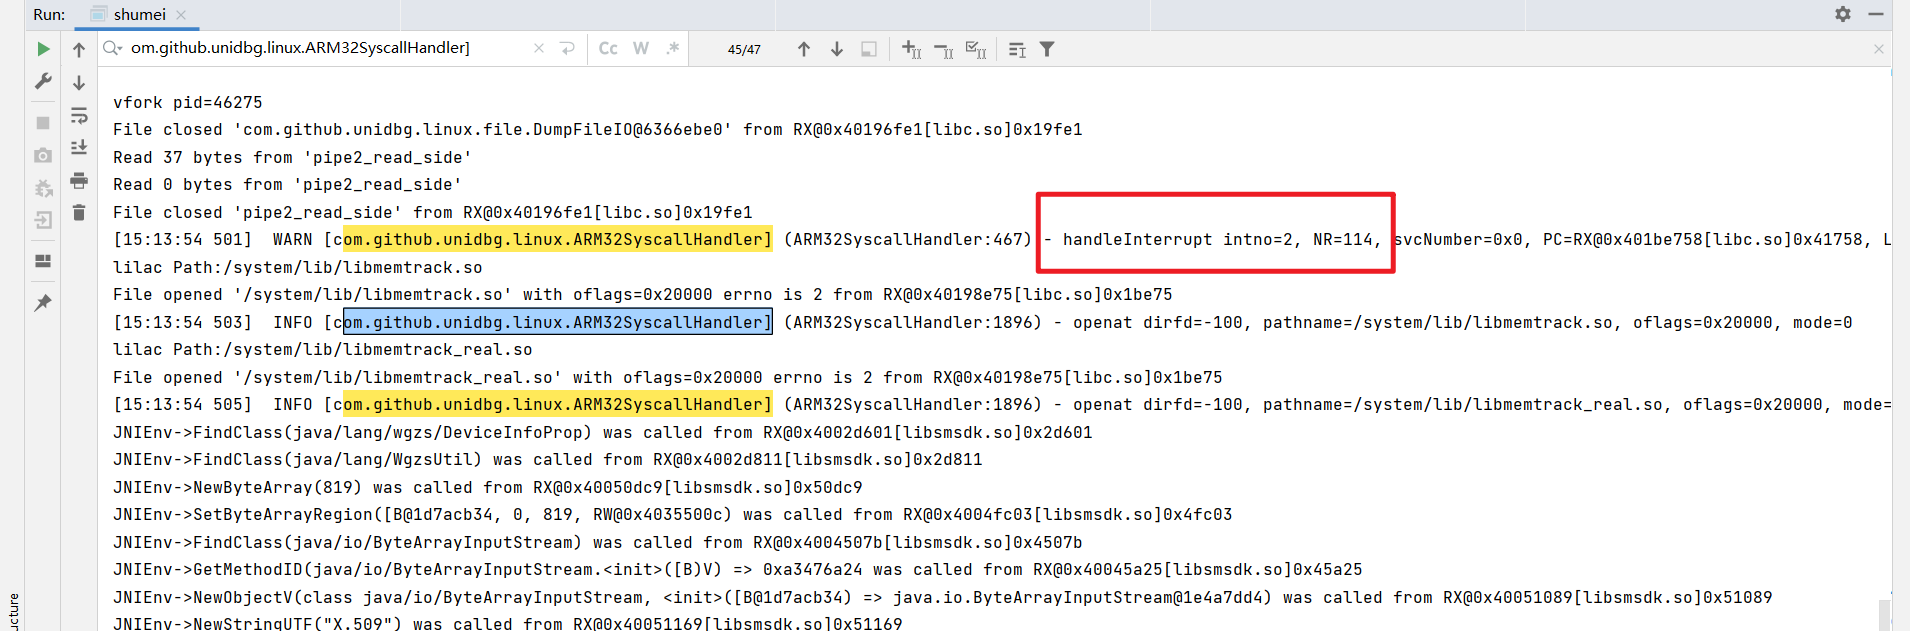 Run: shumei
om.github.unidbg.linux.ARM32SyscallHandler] Cc W .* 45/47
vfork pid=46275
File closed 'com.github.unidbg.linux.file.DumpFileIO@6366ebe0' from RX@0x40196fe1[libc.so]0x19fe1
Read 37 bytes from 'pipe2_read_side'
Read 0 bytes from 'pipe2_read_side'
File closed 'pipe2_read_side' from RX@0x40196fe1[libc.so]0x19fe1
[15:13:54 501]  WARN [com.github.unidbg.linux.ARM32SyscallHandler] (ARM32SyscallHandler:467) - handleInterrupt intno=2, NR=114, svcNumber=0x0, PC=RX@0x401be758[libc.so]0x41758, L
lilac Path:/system/lib/libmemtrack.so
File opened '/system/lib/libmemtrack.so' with oflags=0x20000 errno is 2 from RX@0x40198e75[libc.so]0x1be75
[15:13:54 503]  INFO [com.github.unidbg.linux.ARM32SyscallHandler] (ARM32SyscallHandler:1896) - openat dirfd=-100, pathname=/system/lib/libmemtrack.so, oflags=0x20000, mode=0
lilac Path:/system/lib/libmemtrack_real.so
File opened '/system/lib/libmemtrack_real.so' with oflags=0x20000 errno is 2 from RX@0x40198e75[libc.so]0x1be75
[15:13:54 505]  INFO [com.github.unidbg.linux.ARM32SyscallHandler] (ARM32SyscallHandler:1896) - openat dirfd=-100, pathname=/system/lib/libmemtrack_real.so, oflags=0x20000, mode=
JNIEnv->FindClass(java/lang/wgzs/DeviceInfoProp) was called from RX@0x4002d601[libsmsdk.so]0x2d601
JNIEnv->FindClass(java/lang/WgzsUtil) was called from RX@0x4002d811[libsmsdk.so]0x2d811
JNIEnv->NewByteArray(819) was called from RX@0x40050dc9[libsmsdk.so]0x50dc9
JNIEnv->SetByteArrayRegion([B@1d7acb34, 0, 819, RW@0x4035500c) was called from RX@0x4004fc03[libsmsdk.so]0x4fc03
JNIEnv->FindClass(java/io/ByteArrayInputStream) was called from RX@0x4004507b[libsmsdk.so]0x4507b
JNIEnv->GetMethodID(java/io/ByteArrayInputStream.<init>([B)V) => 0xa3476a24 was called from RX@0x40045a25[libsmsdk.so]0x45a25
JNIEnv->NewObjectV(class java/io/ByteArrayInputStream, <init>([B@1d7acb34) => java.io.ByteArrayInputStream@1e4a7dd4) was called from RX@0x40051089[libsmsdk.so]0x51089
JNIEnv->NewStringUTF("X.509") was called from RX@0x40051169[libsmsdk.so]0x51169
ucture